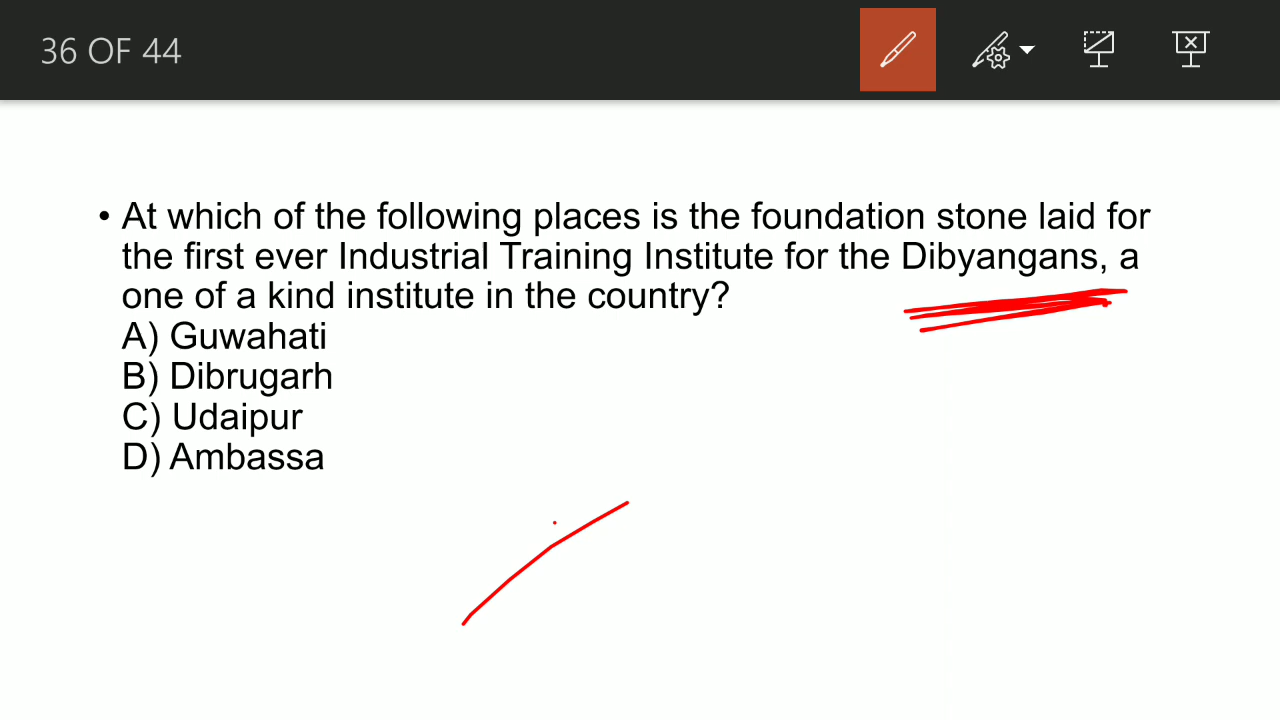 36 OF 44
• At which of the following places is the foundation stone laid for
the first ever Industrial Training Institute for the Dibyangans, a
one of a kind institute in the country?
A) Guwahati
B) Dibrugarh
C) Udaipur
D) Ambassa